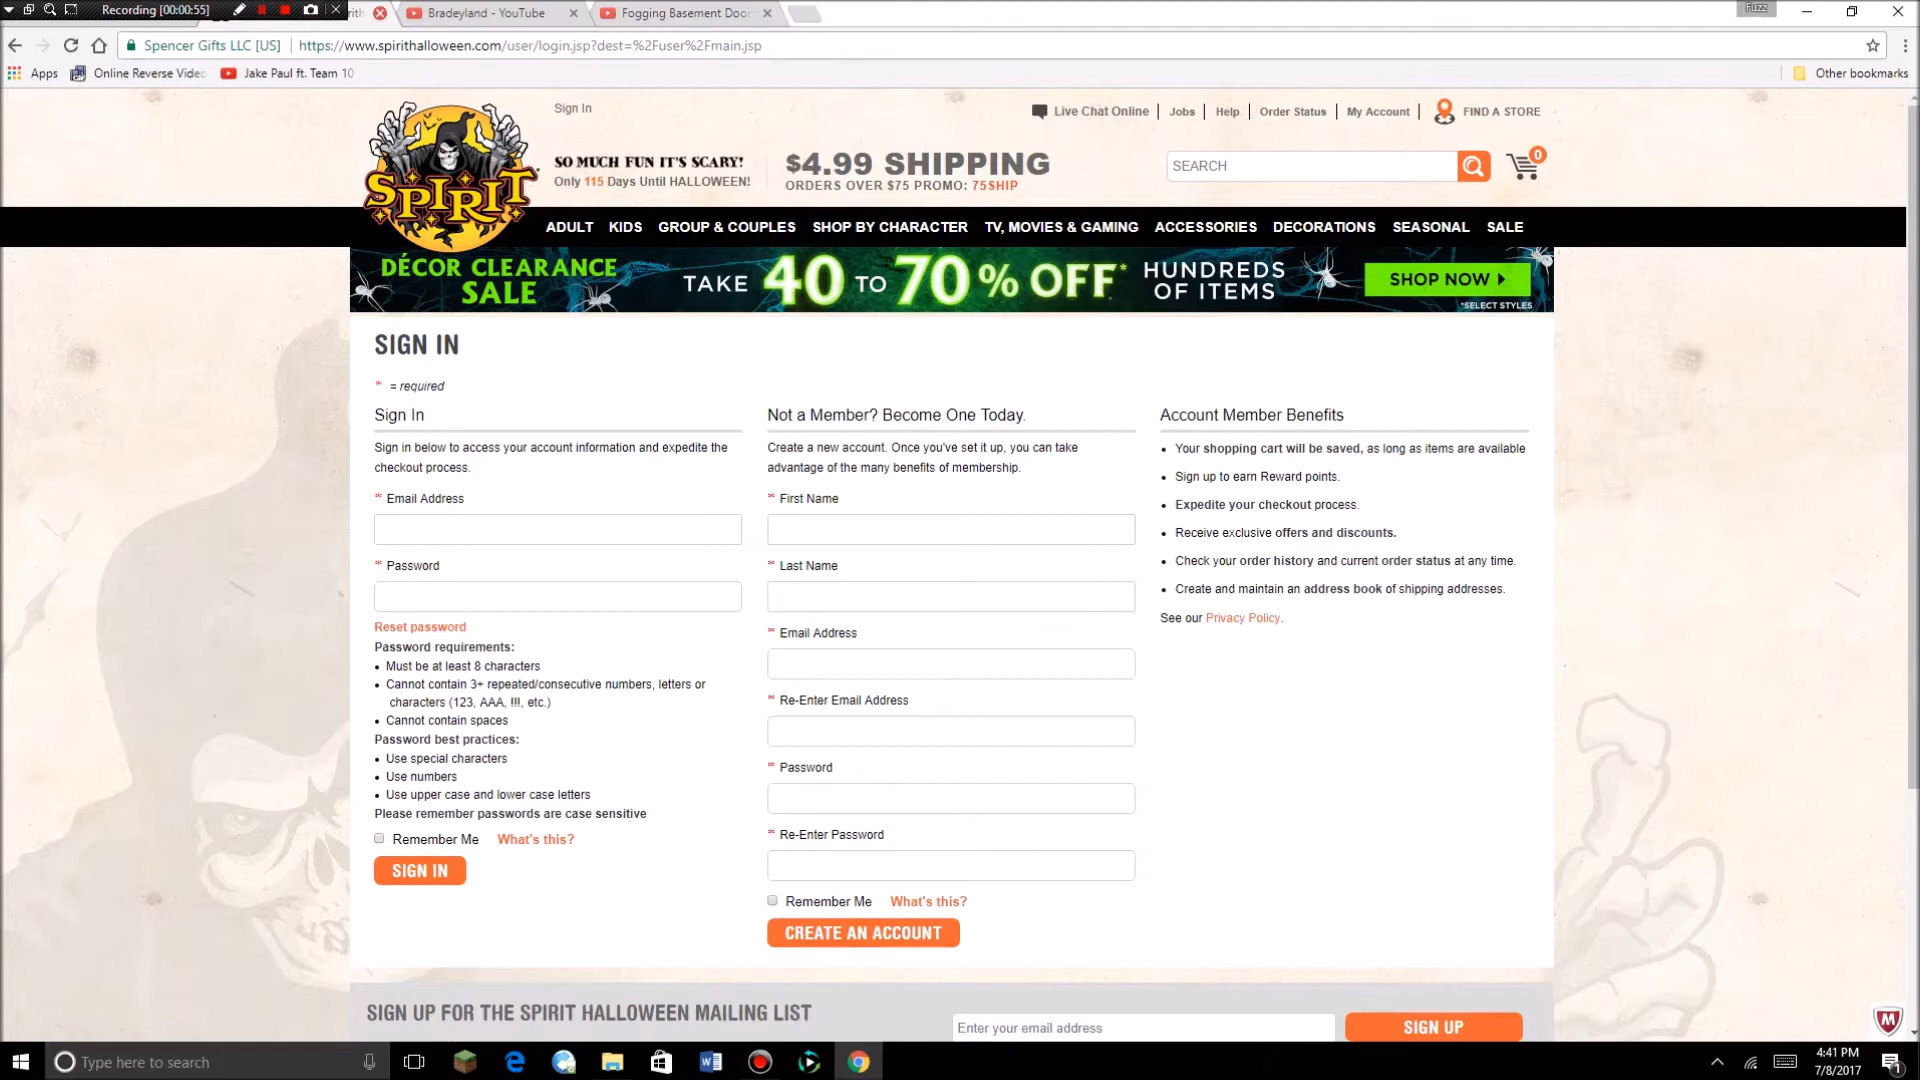 Recording [00:00:55]
Bradeyland - YouTube
Fogging Basement Door
Fuzz
Spencer Gifts LLC [US]
https://www.spirithalloween.com/user/login.jsp?dest=%2Fuser%2Fmain.jsp
Apps
Online Reverse Video
Jake Paul ft. Team 10
Other bookmarks
SPIRIT
Sign In
Live Chat Online
Jobs
Help
Order Status
My Account
FIND A STORE
SO MUCH FUN IT'S SCARY!
Only 115 Days Until HALLOWEEN!
$4.99 SHIPPING
ORDERS OVER $75 PROMO: 75SHIP
SEARCH
0
ADULT KIDS GROUP & COUPLES SHOP BY CHARACTER TV, MOVIES & GAMING ACCESSORIES DECORATIONS SEASONAL SALE
DÉCOR CLEARANCE
SALE
TAKE 40 TO 70% OFF*
HUNDREDS
OF ITEMS
SHOP NOW
*SELECT STYLES
SIGN IN
* = required
Sign In
Sign in below to access your account information and expedite the
checkout process.
* Email Address
* Password
Reset password
Password requirements:
• Must be at least 8 characters
• Cannot contain 3+ repeated/consecutive numbers, letters or
characters (123, AAA, !!!, etc.)
• Cannot contain spaces
Password best practices:
• Use special characters
• Use numbers
• Use upper case and lower case letters
Please remember passwords are case sensitive
Remember Me What's this?
SIGN IN
Not a Member? Become One Today.
Create a new account. Once you've set it up, you can take
advantage of the many benefits of membership.
* First Name
* Last Name
* Email Address
* Re-Enter Email Address
* Password
* Re-Enter Password
Remember Me What's this?
CREATE AN ACCOUNT
Account Member Benefits
• Your shopping cart will be saved, as long as items are available
• Sign up to earn Reward points.
• Expedite your checkout process.
• Receive exclusive offers and discounts.
• Check your order history and current order status at any time.
• Create and maintain an address book of shipping addresses.
See our Privacy Policy.
SIGN UP FOR THE SPIRIT HALLOWEEN MAILING LIST
Enter your email address
SIGN UP
Type here to search
4:41 PM
7/8/2017
1